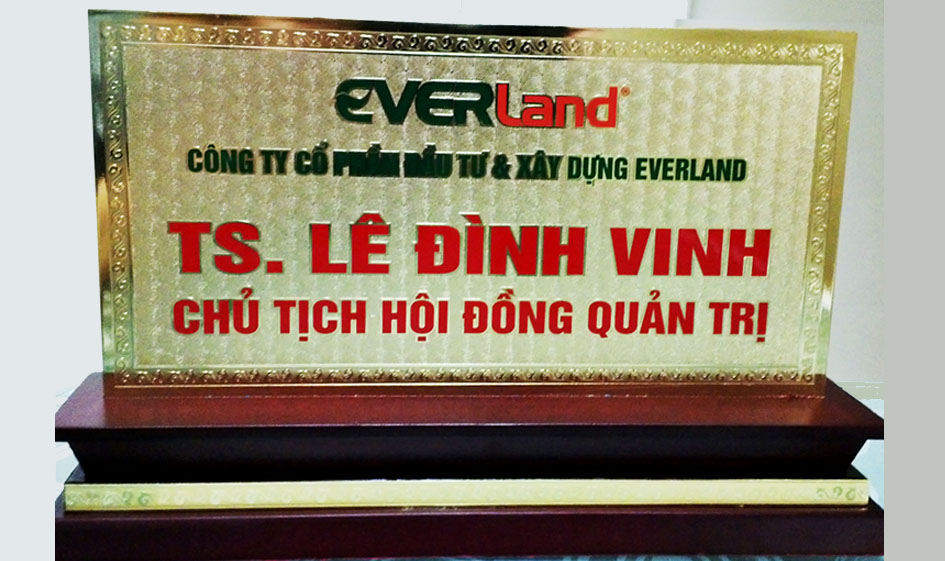 EVERLand®
CÔNG TY CỔ PHẦN ĐẦU TƯ & XÂY DỰNG EVERLAND
TS. LÊ ĐÌNH VINH
CHỦ TỊCH HỘI ĐỒNG QUẢN TRỊ